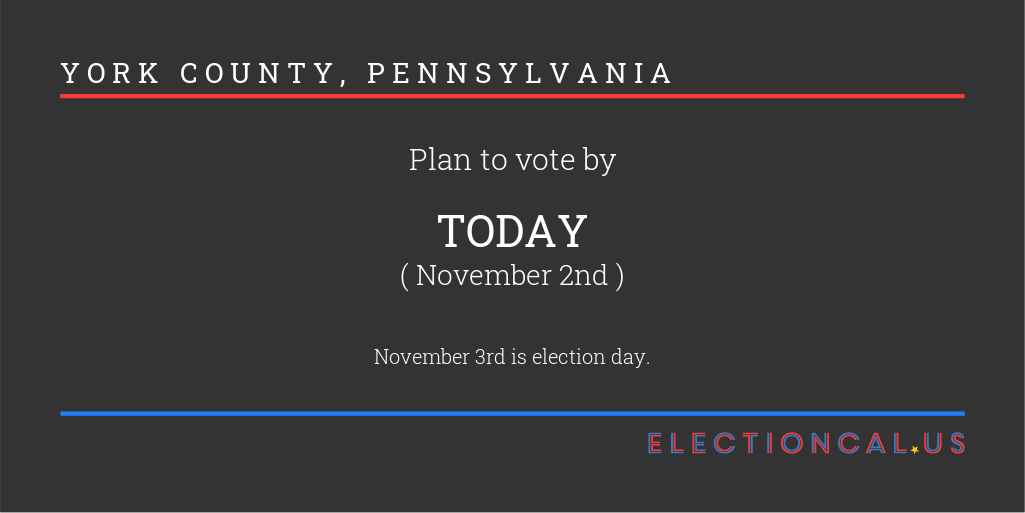 YORK COUNTY, PENNSYLVANIA
Plan to vote by
TODAY
( November 2nd )
November 3rd is election day.
ELECTIONCAL.US